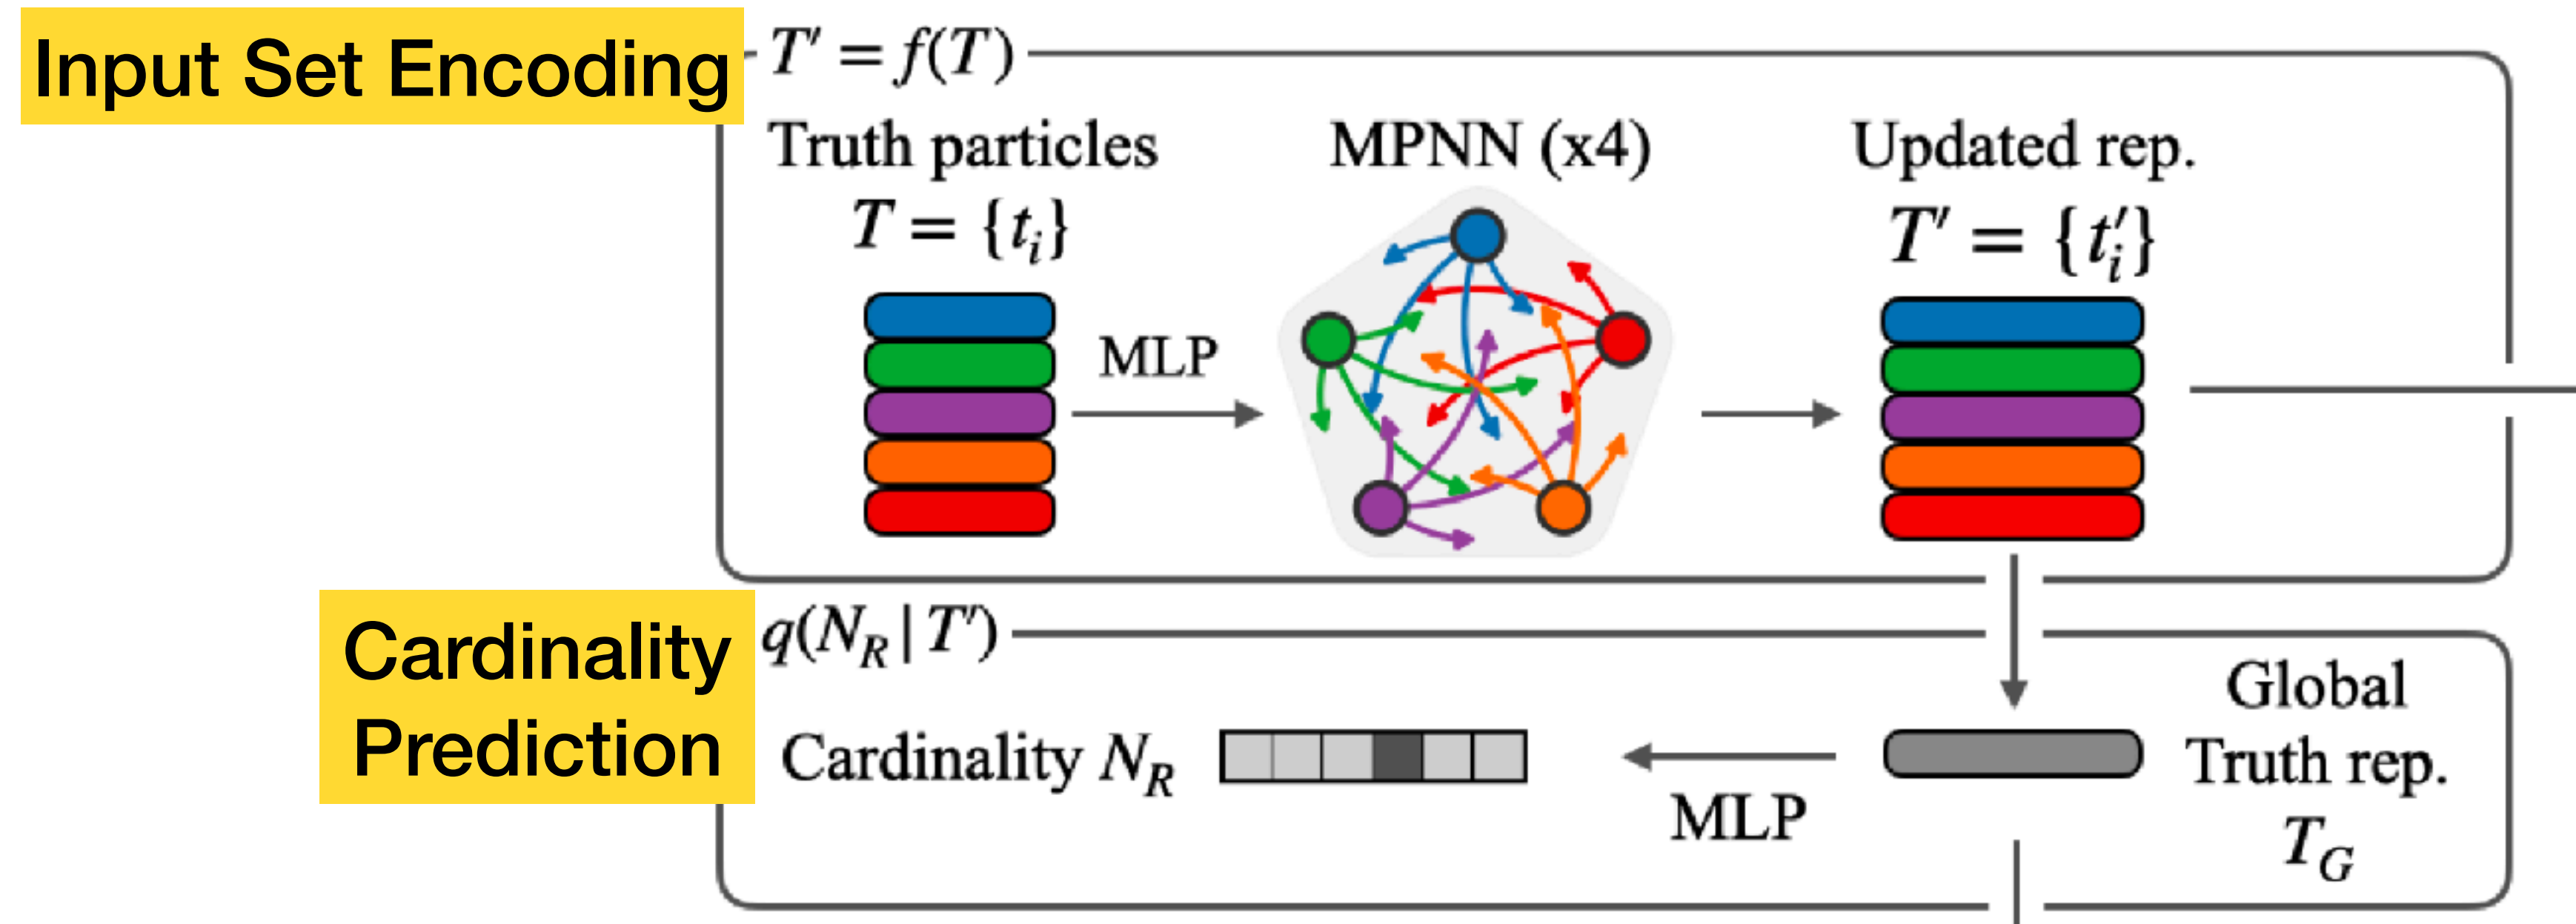 Input Set Encoding
T′ = f(T)
Truth particles
T = {t_i}
MLP
MPNN (x4)
Updated rep.
T′ = {t′_i}
Cardinality
Prediction
q(N_R | T′)
Cardinality N_R
MLP
Global
Truth rep.
T_G